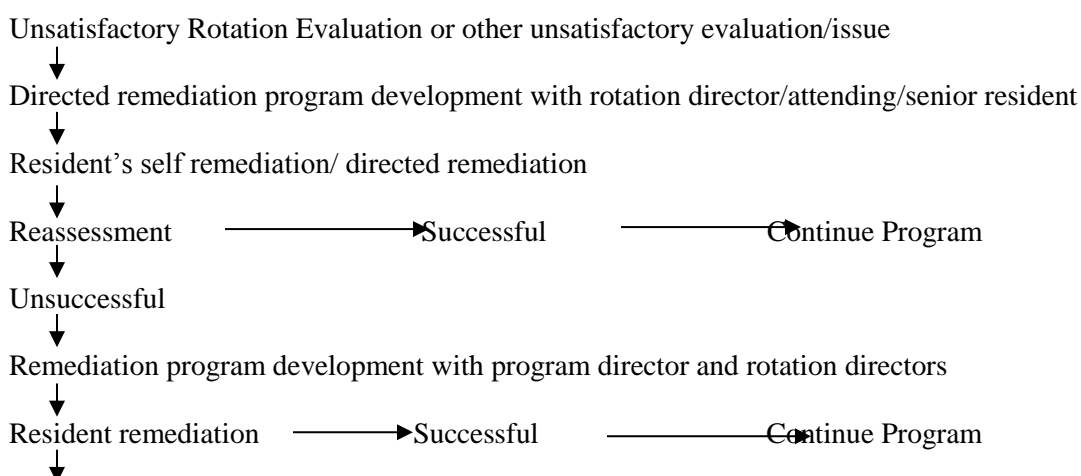 Unsatisfactory Rotation Evaluation or other unsatisfactory evaluation/issue
Directed remediation program development with rotation director/attending/senior resident
Resident’s self remediation/ directed remediation
Reassessment Successful Continue Program
Unsuccessful
Remediation program development with program director and rotation directors
Resident remediation Successful Continue Program